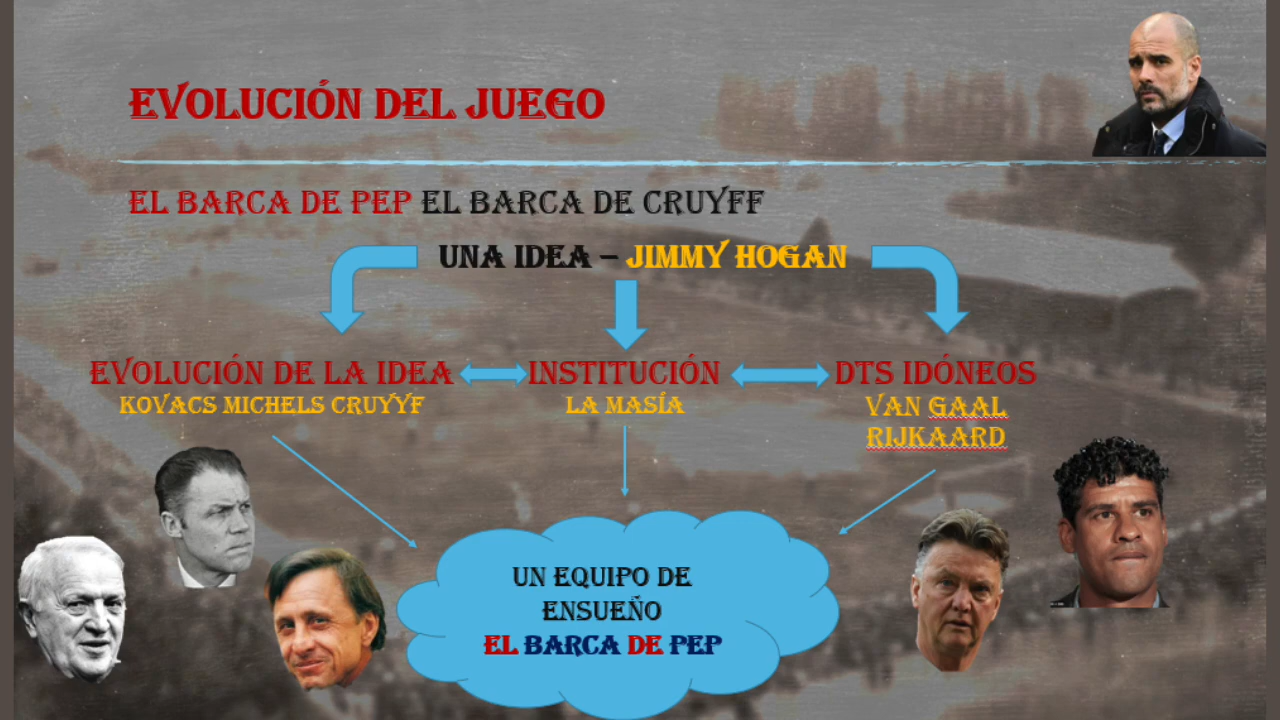 EVOLUCIÓN DEL JUEGO
EL BARCA DE PEP EL BARCA DE CRUYFF
UNA IDEA – JIMMY HOGAN
EVOLUCIÓN DE LA IDEA
INSTITUCIÓN
DTS IDÓNEOS
KOVACS MICHELS CRUYYF
LA MASÍA
VAN GAAL
RIJKAARD
UN EQUIPO DE
ENSUEÑO
EL BARCA DE PEP